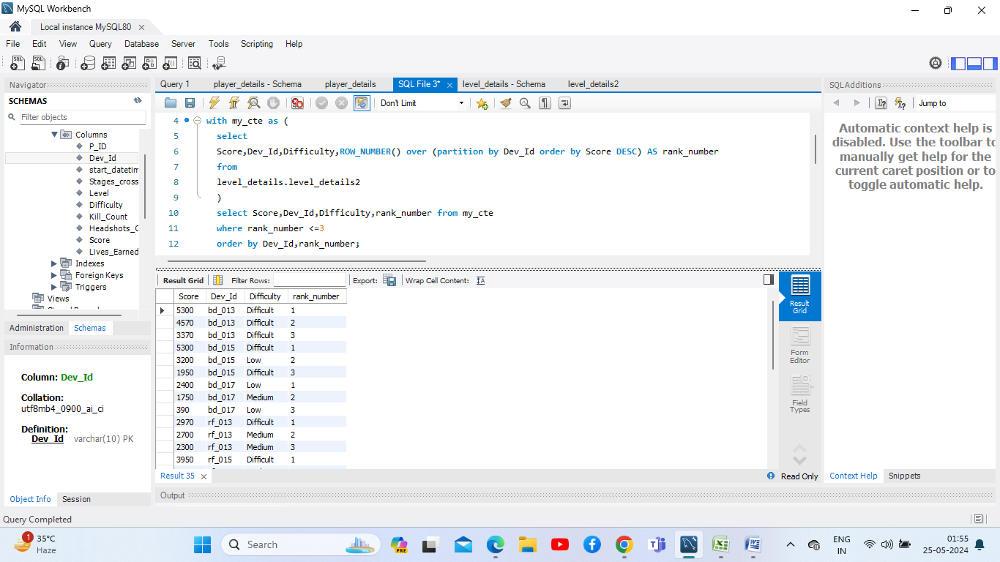 MySQL Workbench
Local instance MySQL80
File Edit View Query Database Server Tools Scripting Help
Navigator
SCHEMAS
Filter objects
Columns
P_ID
Dev_Id
start_datetim
Stages_cross
Level
Difficulty
Kill_Count
Headshots_C
Score
Lives_Earned
Indexes
Foreign Keys
Triggers
Views
Administration Schemas
Information
Column: Dev_Id
Collation:
utf8mb4_0900_ai_ci
Definition:
Dev_Id varchar(10) PK
Object Info Session
Query Completed
Query 1 player_details - Schema player_details SQL File 3* level_details - Schema level_details2
Don't Limit
4 with my_cte as (
5 select
6 Score,Dev_Id,Difficulty,ROW_NUMBER() over (partition by Dev_Id order by Score DESC) AS rank_number
7 from
8 level_details.level_details2
9 )
10 select Score,Dev_Id,Difficulty,rank_number from my_cte
11 where rank_number <=3
12 order by Dev_Id,rank_number;
Result Grid Filter Rows: Export: Wrap Cell Content:
Score Dev_Id Difficulty rank_number
5300 bd_013 Difficult 1
4570 bd_013 Difficult 2
3370 bd_013 Difficult 3
5300 bd_015 Difficult 1
3200 bd_015 Low 2
1950 bd_015 Difficult 3
2400 bd_017 Low 1
1750 bd_017 Medium 2
390 bd_017 Low 3
2970 rf_013 Difficult 1
2700 rf_013 Medium 2
2300 rf_013 Medium 3
3950 rf_015 Difficult 1
Result
Grid
Form
Editor
Field
Types
Result 35
Read Only
Output
SQLAdditions
Jump to
Automatic context help is
disabled. Use the toolbar to
manually get help for the
current caret position or to
toggle automatic help.
Context Help Snippets
1
35°C
Haze
Search
PRE
ENG
IN
01:55
25-05-2024